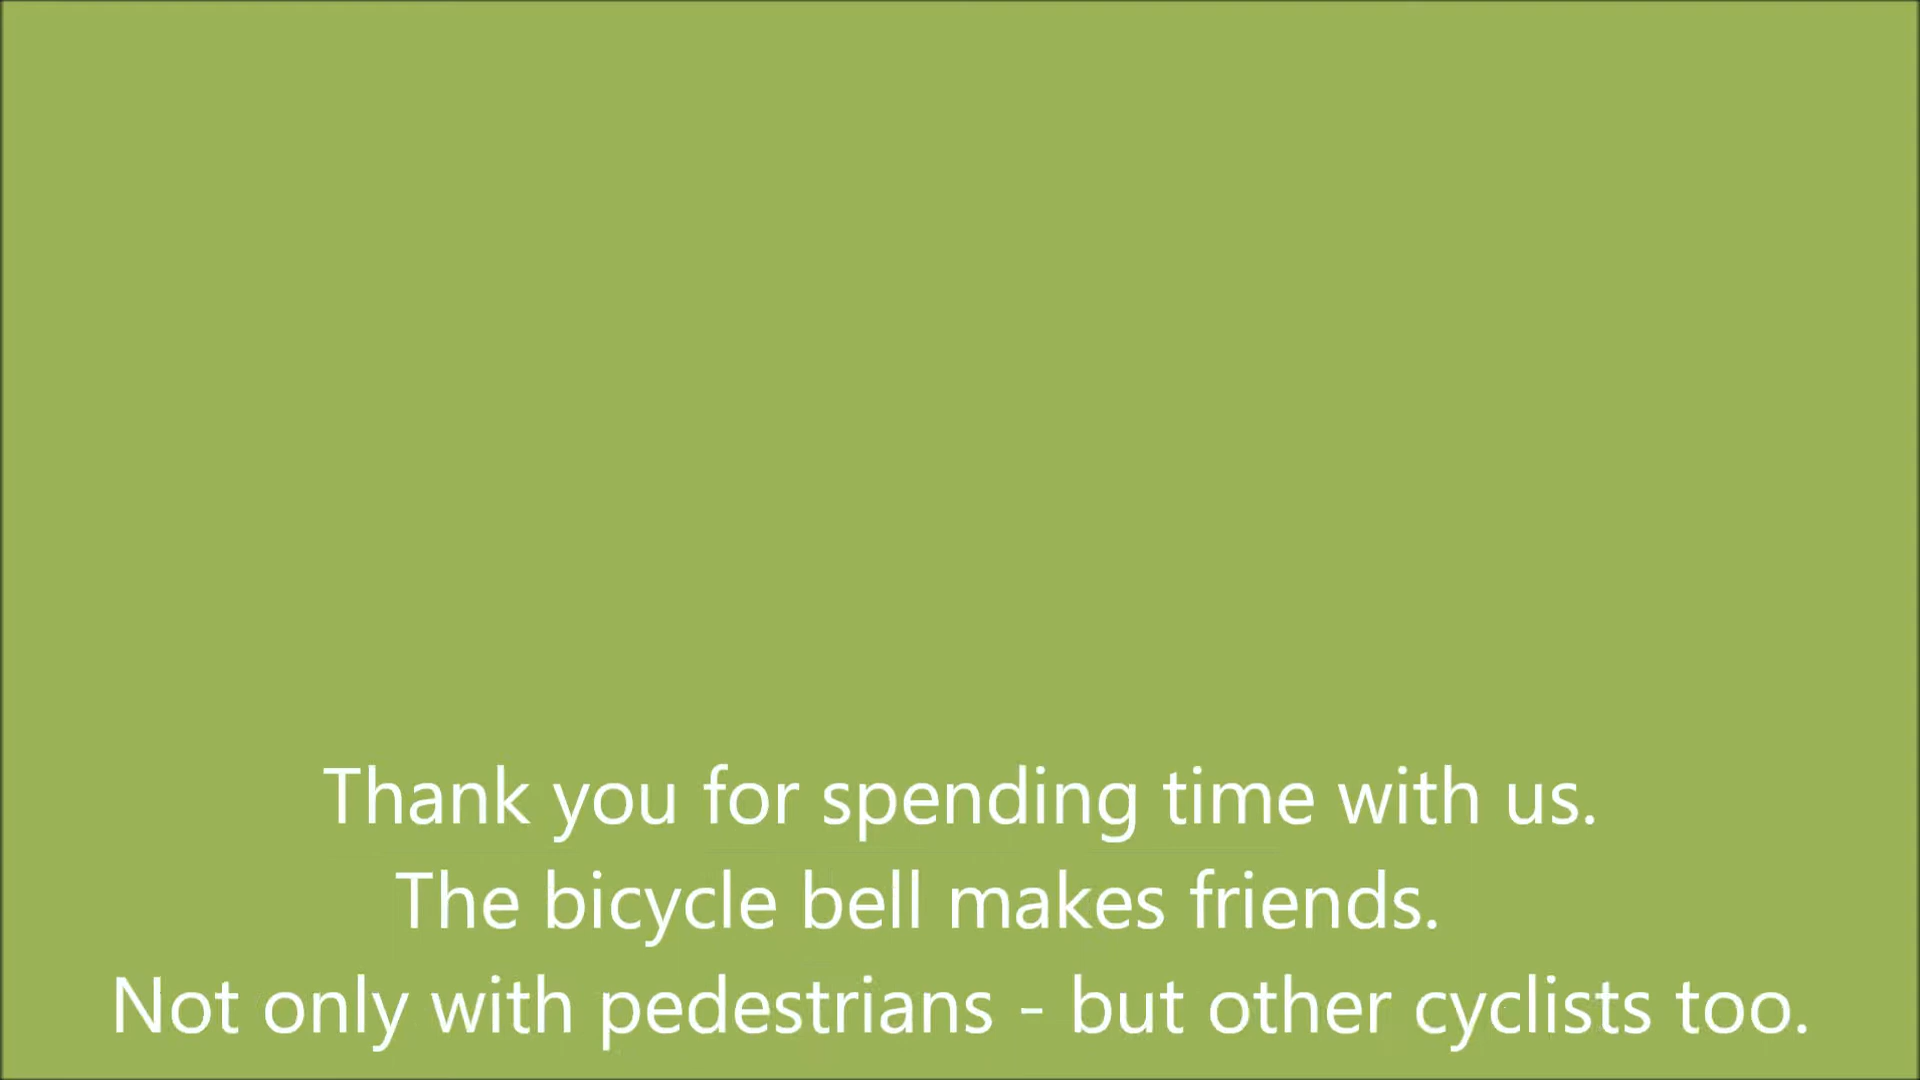 Thank you for spending time with us.
The bicycle bell makes friends.
Not only with pedestrians - but other cyclists too.